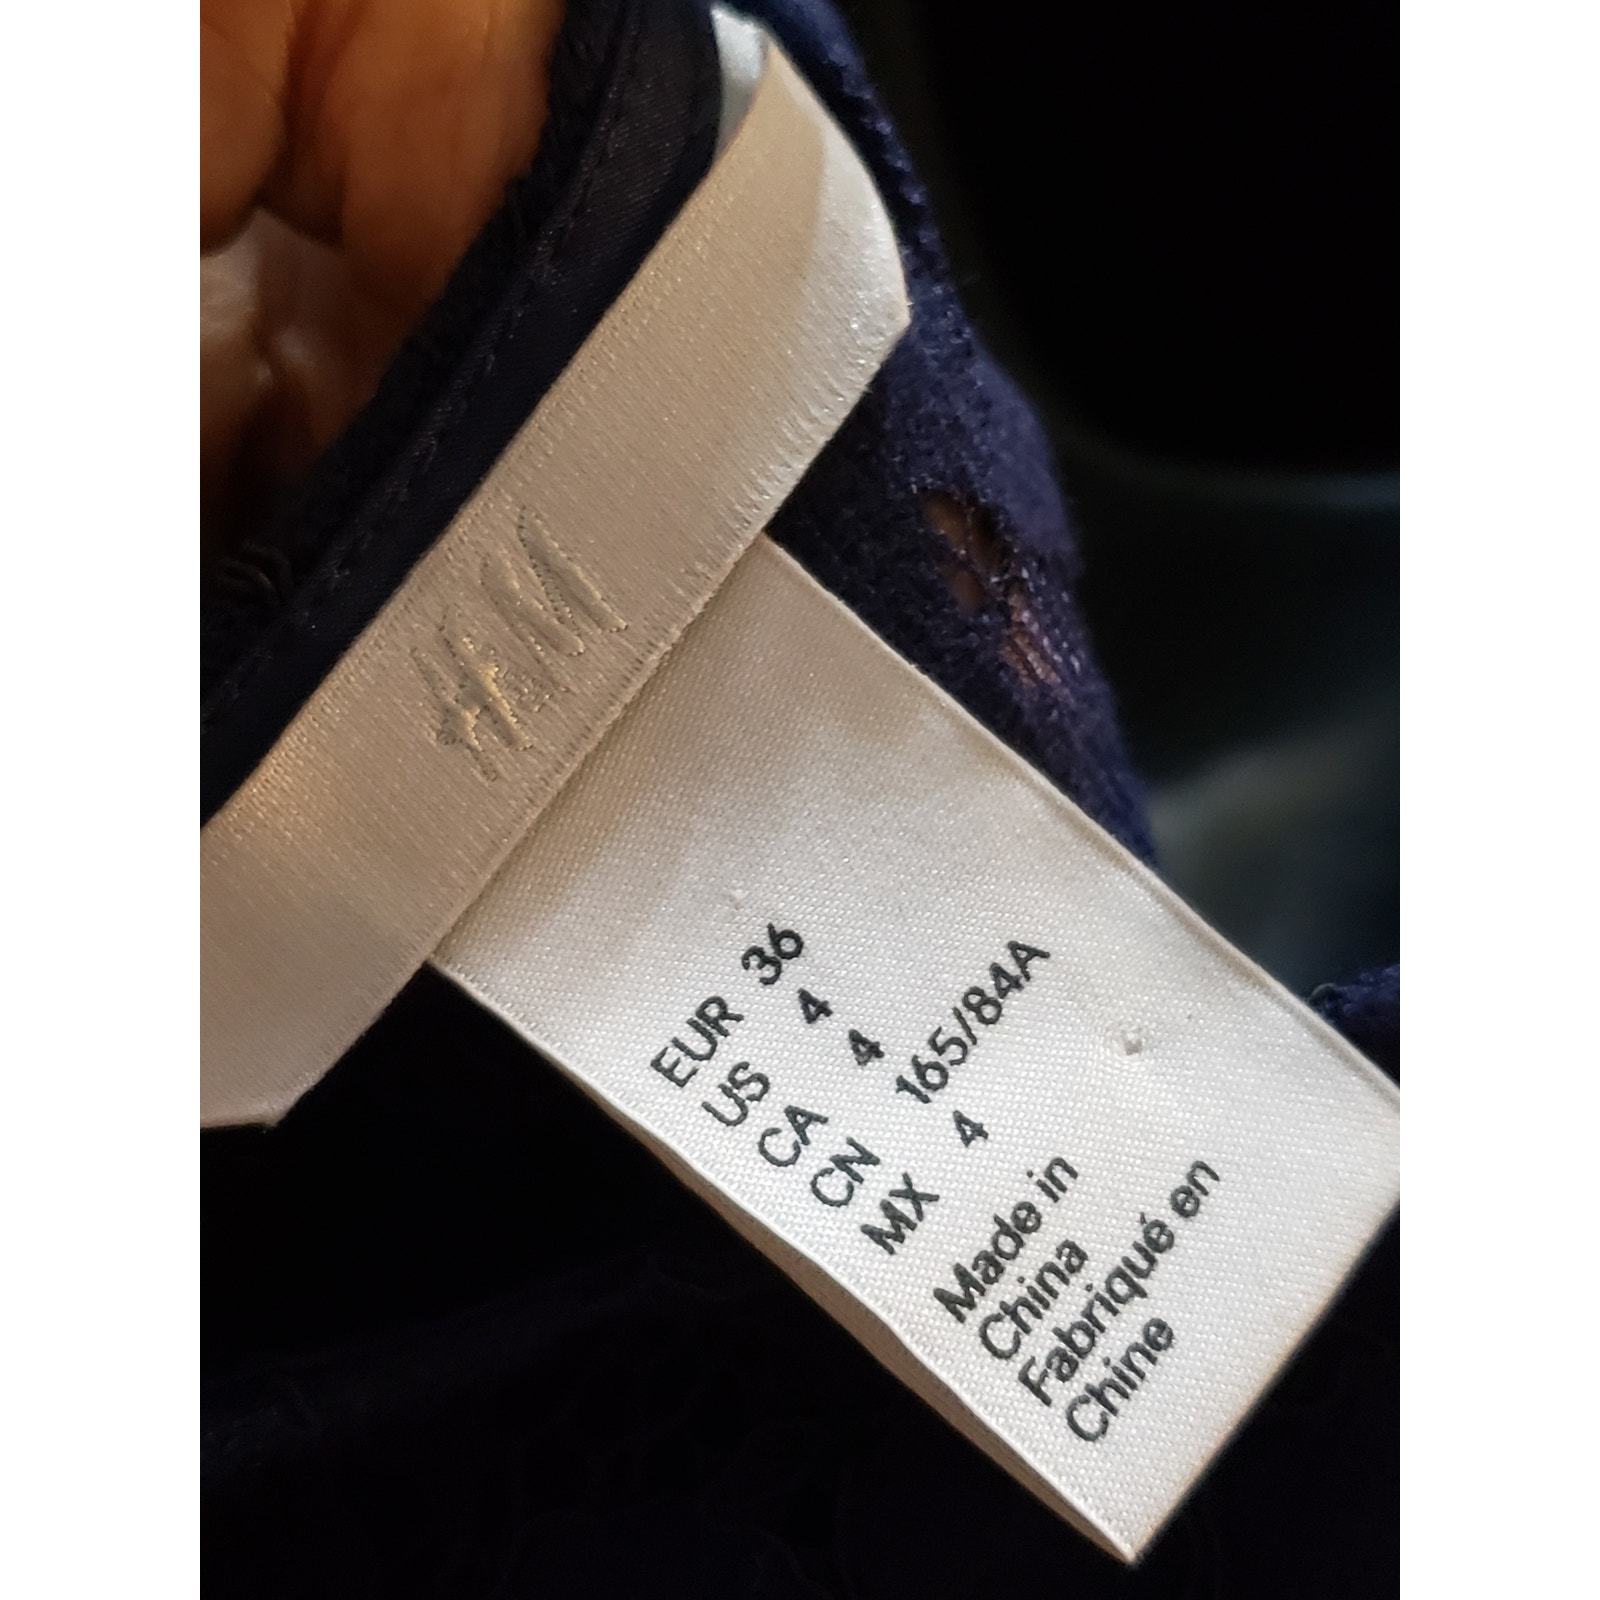 H&M
EUR 36
US 4
CA 4
CN 165/84A
MX 4
Made in
China
Fabriqué en
Chine